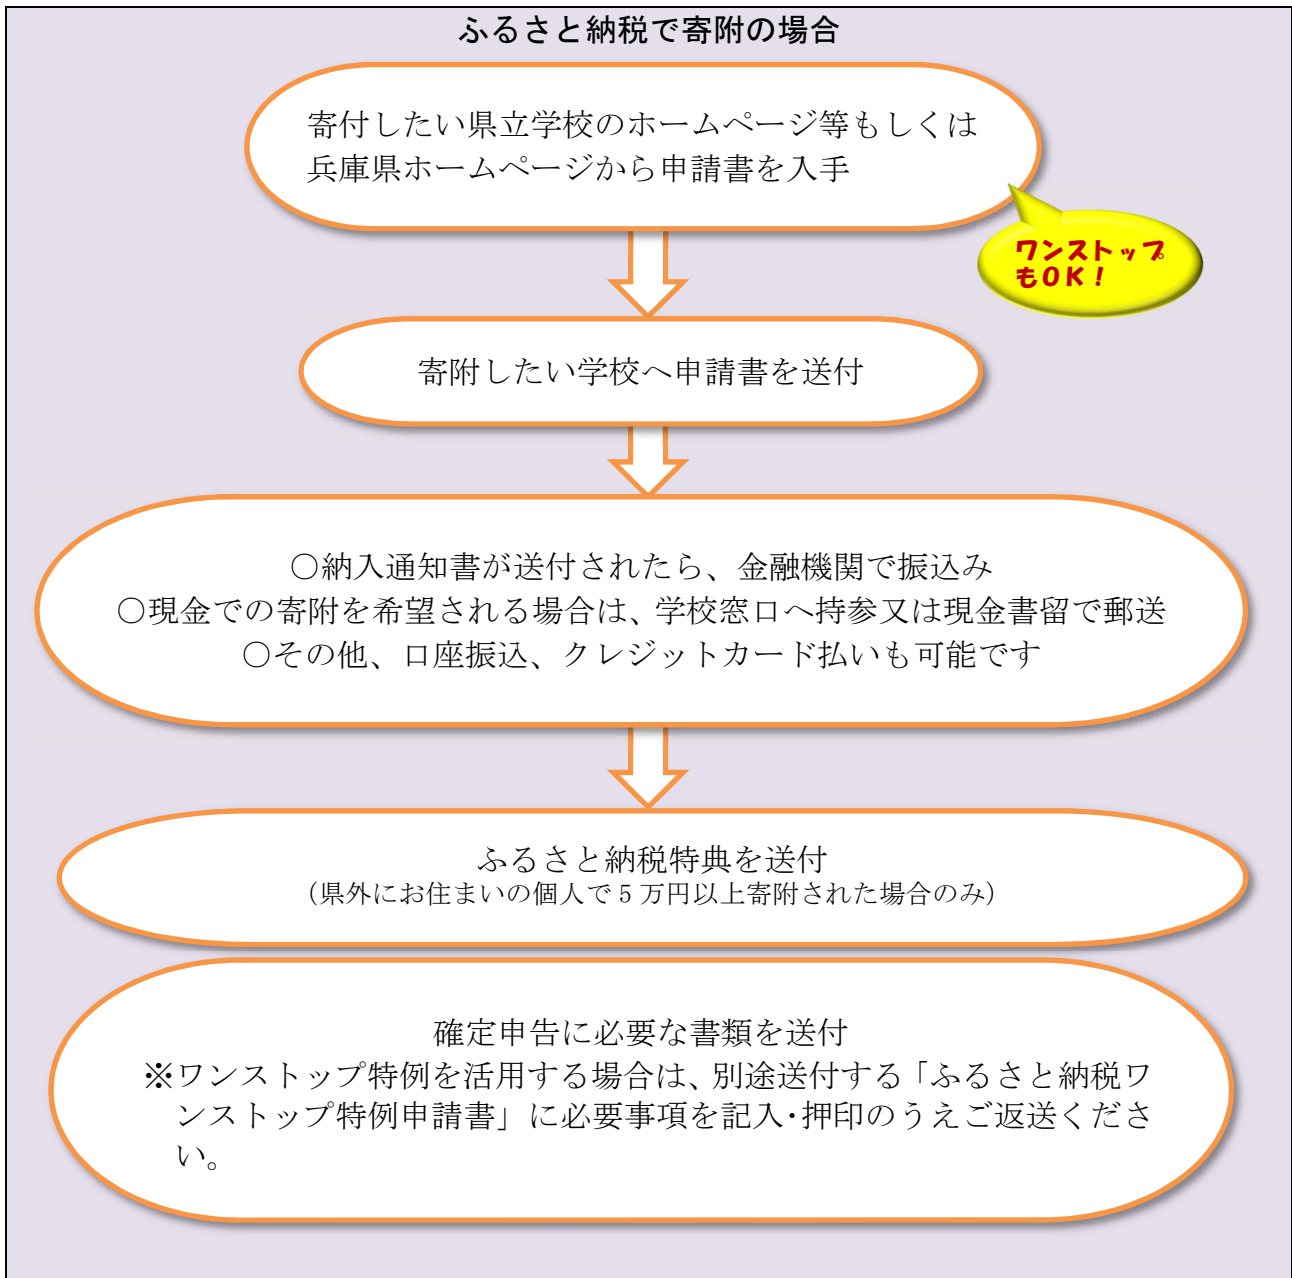 ふるさと納税で寄附の場合
寄付したい県立学校のホームページ等もしくは
兵庫県ホームページから申請書を入手
ワンストップ
もOK！
寄附したい学校へ申請書を送付
○納入通知書が送付されたら、金融機関で振込み
○現金での寄附を希望される場合は、学校窓口へ持参又は現金書留で郵送
○その他、口座振込、クレジットカード払いも可能です
ふるさと納税特典を送付
（県外にお住まいの個人で５万円以上寄附された場合のみ）
確定申告に必要な書類を送付
※ワンストップ特例を活用する場合は、別途送付する「ふるさと納税ワ
ンストップ特例申請書」に必要事項を記入・押印のうえご返送くださ
い。